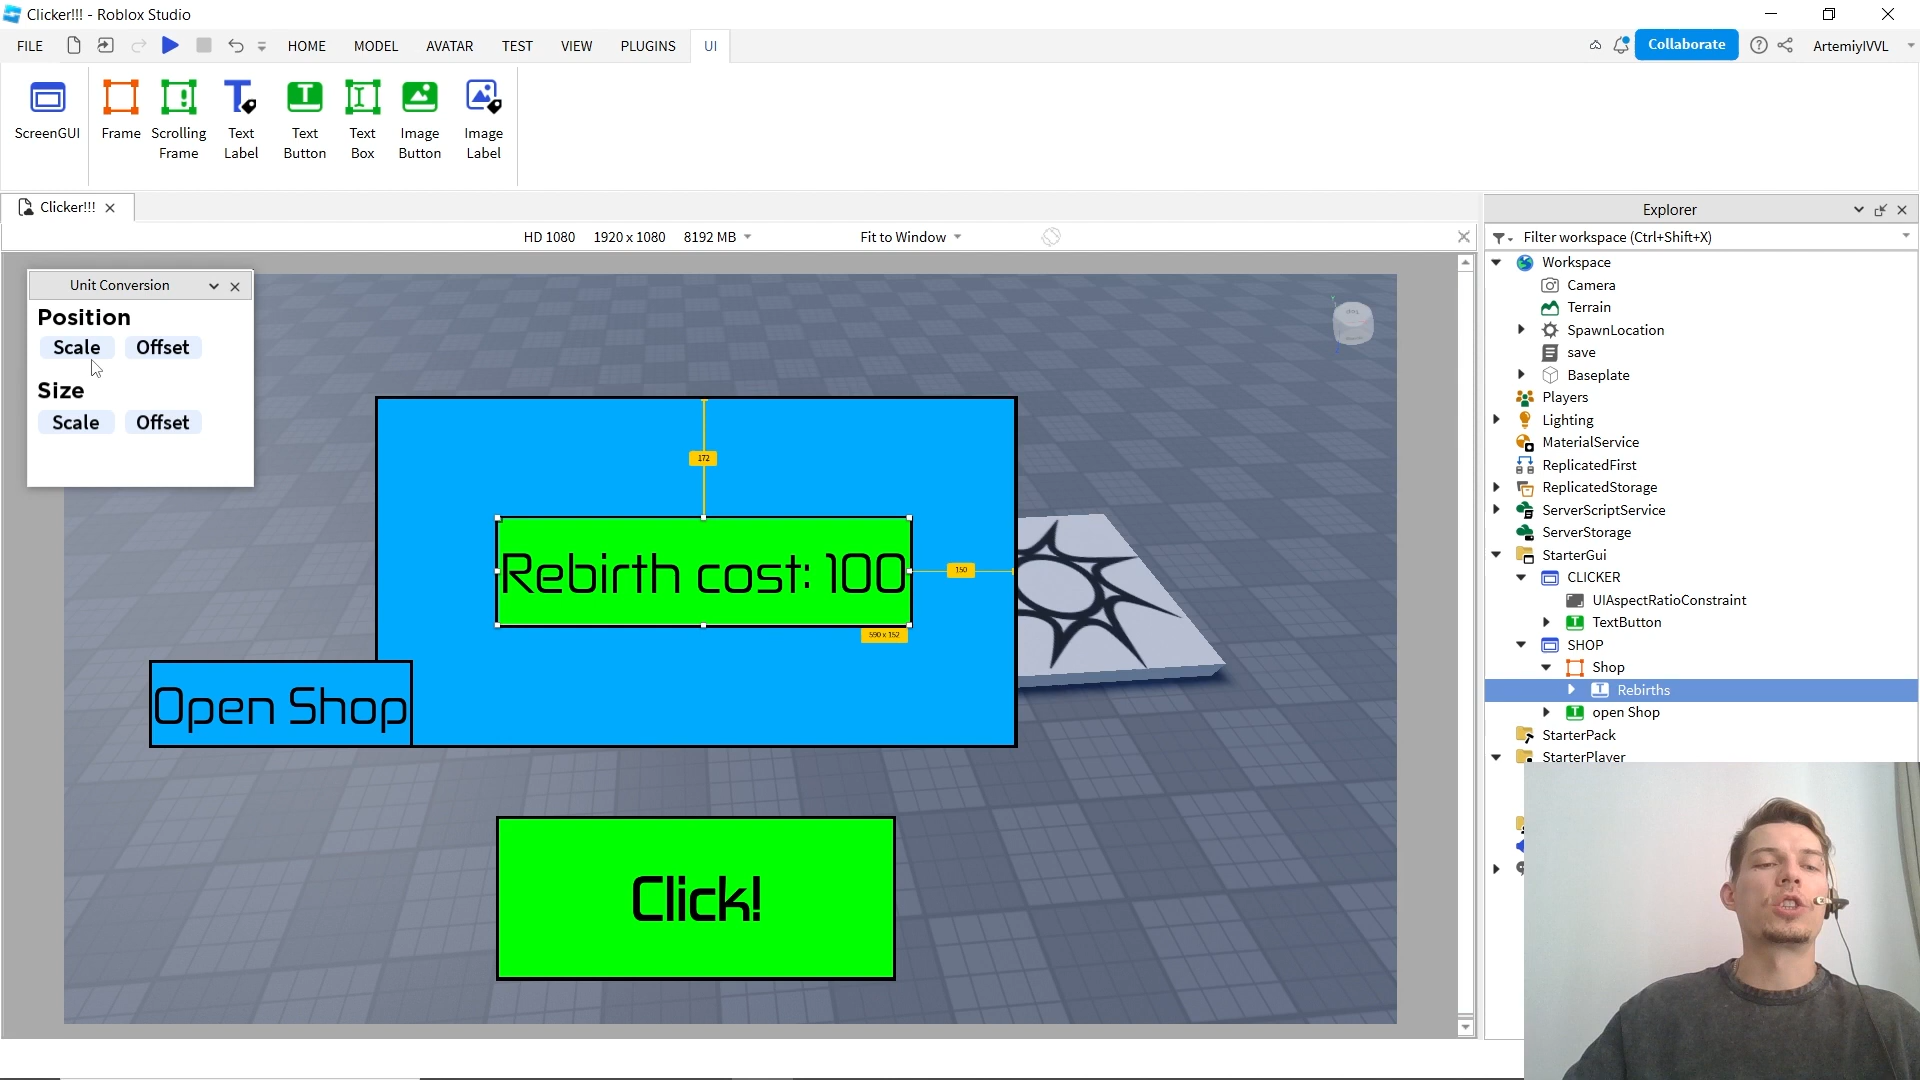 Clicker!!! - Roblox Studio
FILE HOME MODEL AVATAR TEST VIEW PLUGINS UI Collaborate ArtemiyIVVL
ScreenGUI
Frame
Scrolling
Frame
Text
Label
Text
Button
Text
Box
Image
Button
Image
Label
Clicker!!!
HD 1080 1920 x 1080 8192 MB Fit to Window
Unit Conversion
Position
Scale Offset
Size
Scale Offset
172
Rebirth cost: 100
150
590 x 152
Open Shop
Click!
Explorer
Filter workspace (Ctrl+Shift+X)
Workspace
Camera
Terrain
SpawnLocation
save
Baseplate
Players
Lighting
MaterialService
ReplicatedFirst
ReplicatedStorage
ServerScriptService
ServerStorage
StarterGui
CLICKER
UIAspectRatioConstraint
TextButton
SHOP
Shop
Rebirths
open Shop
StarterPack
StarterPlayer